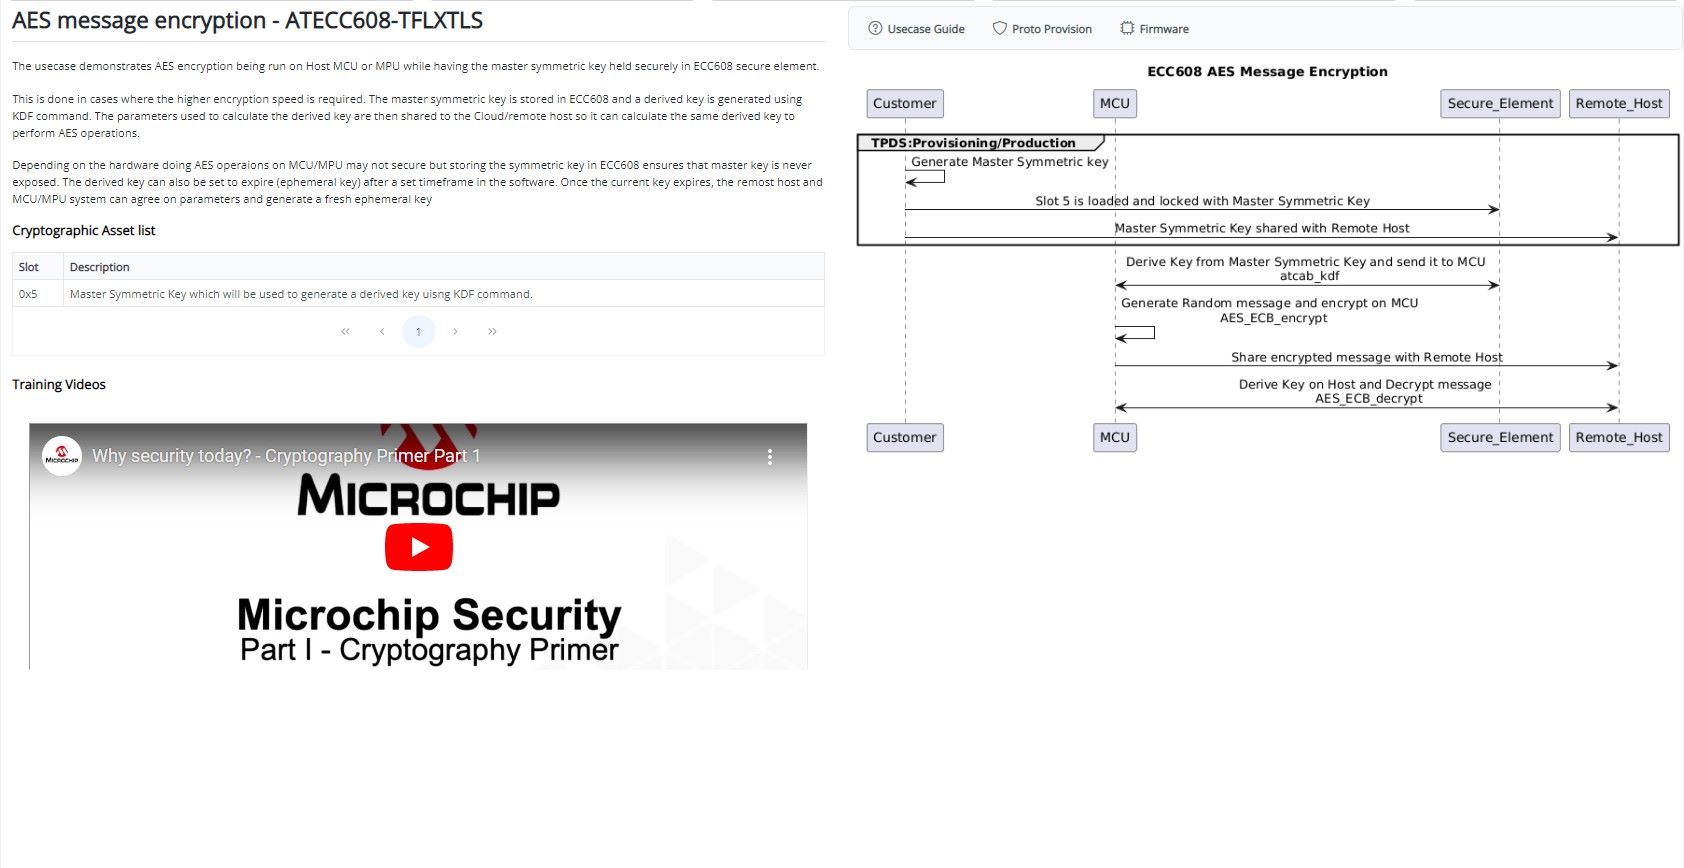 AES message encryption - ATECC608-TFLXTLS
The usecase demonstrates AES encryption being run on Host MCU or MPU while having the master symmetric key held securely in ECC608 secure element.
This is done in cases where the higher encryption speed is required. The master symmetric key is stored in ECC608 and a derived key is generated using
KDF command. The parameters used to calculate the derived key are then shared to the Cloud/remote host so it can calculate the same derived key to
perform AES operations.
Depending on the hardware doing AES operaions on MCU/MPU may not secure but storing the symmetric key in ECC608 ensures that master key is never
exposed. The derived key can also be set to expire (ephemeral key) after a set timeframe in the software. Once the current key expires, the remost host and
MCU/MPU system can agree on parameters and generate a fresh ephemeral key
Cryptographic Asset list
Slot Description
0x5 Master Symmetric Key which will be used to generate a derived key uisng KDF command.
« ‹ 1 › »
Training Videos
MICROCHIP
Why security today? - Cryptography Primer Part 1
MICROCHIP
Microchip Security
Part I - Cryptography Primer
Usecase Guide Proto Provision Firmware
ECC608 AES Message Encryption
Customer MCU Secure_Element Remote_Host
TPDS:Provisioning/Production
Generate Master Symmetric key
Slot 5 is loaded and locked with Master Symmetric Key
Master Symmetric Key shared with Remote Host
Derive Key from Master Symmetric Key and send it to MCU
atcab_kdf
Generate Random message and encrypt on MCU
AES_ECB_encrypt
Share encrypted message with Remote Host
Derive Key on Host and Decrypt message
AES_ECB_decrypt
Customer MCU Secure_Element Remote_Host